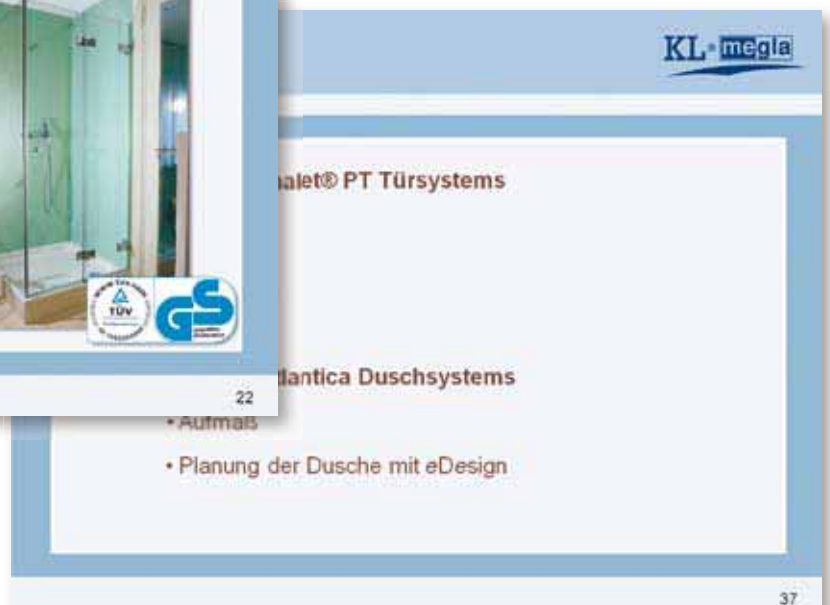 KL·megla
alet® PT Türsystems
TÜV
GS
lantica Duschsystems
• Aufmaß
• Planung der Dusche mit eDesign
22
37